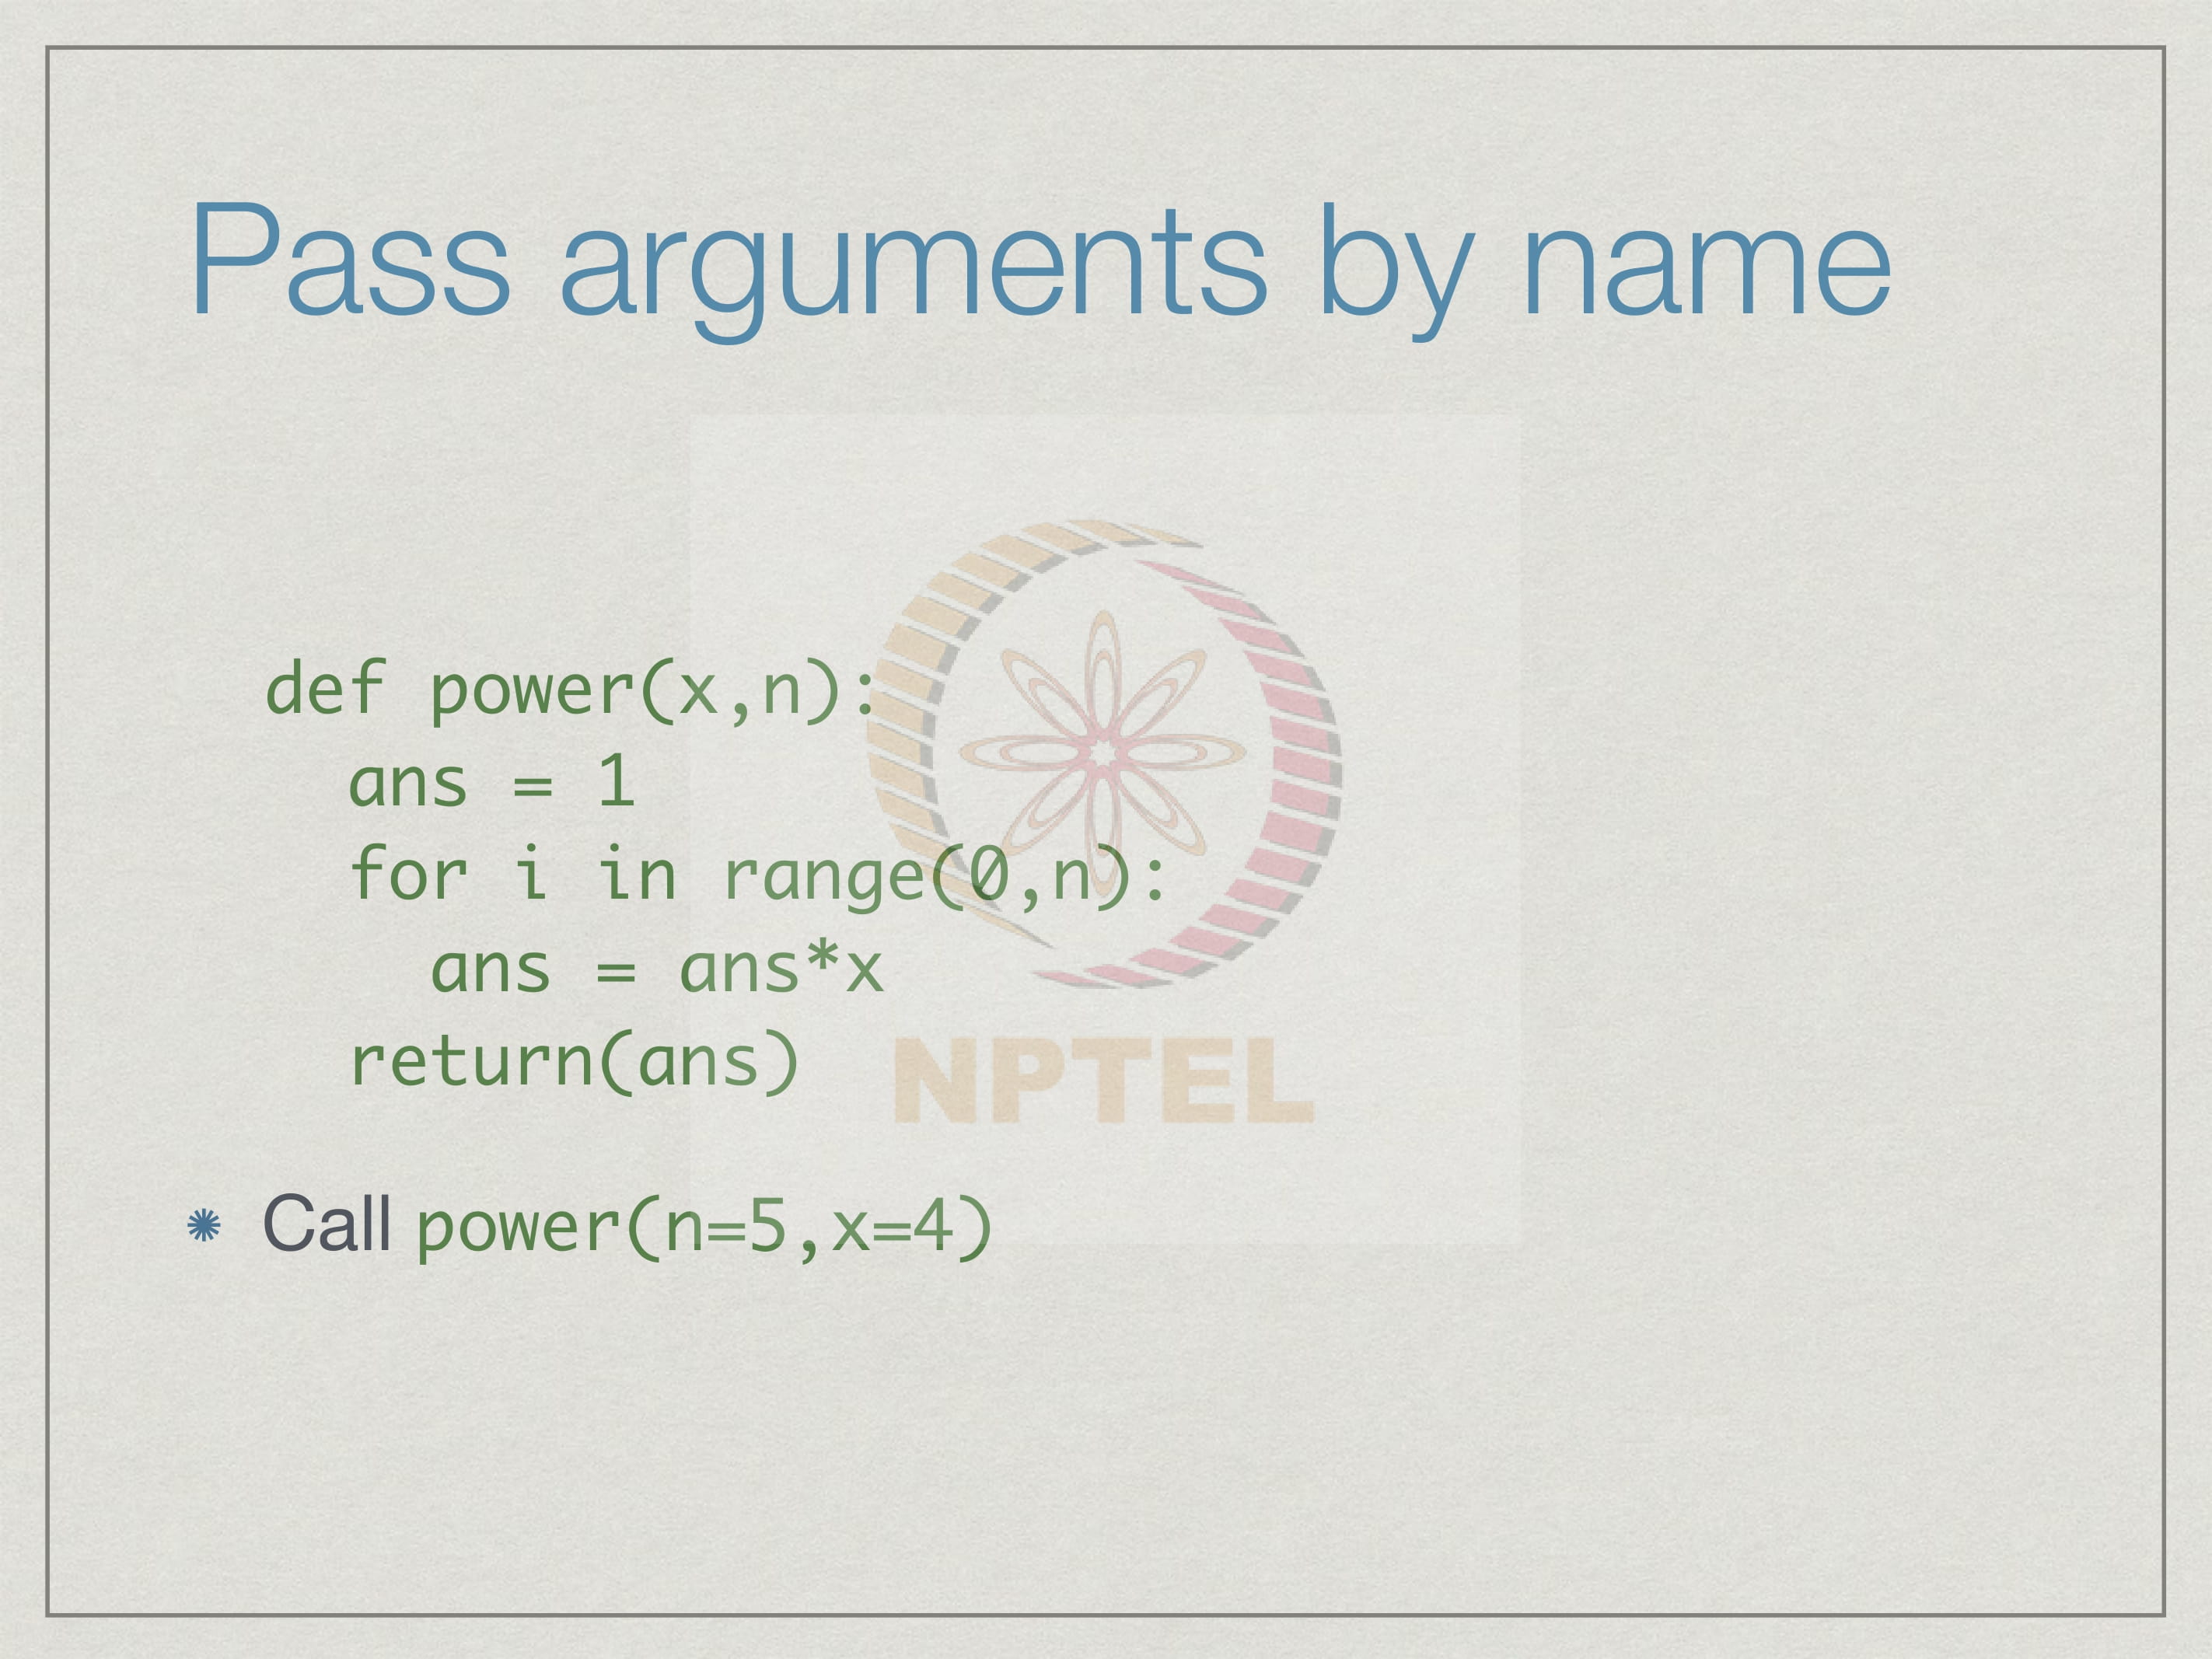 Pass arguments by name
def power(x,n):
  ans = 1
  for i in range(0,n):
    ans = ans*x
  return(ans)
NPTEL
Call power(n=5,x=4)